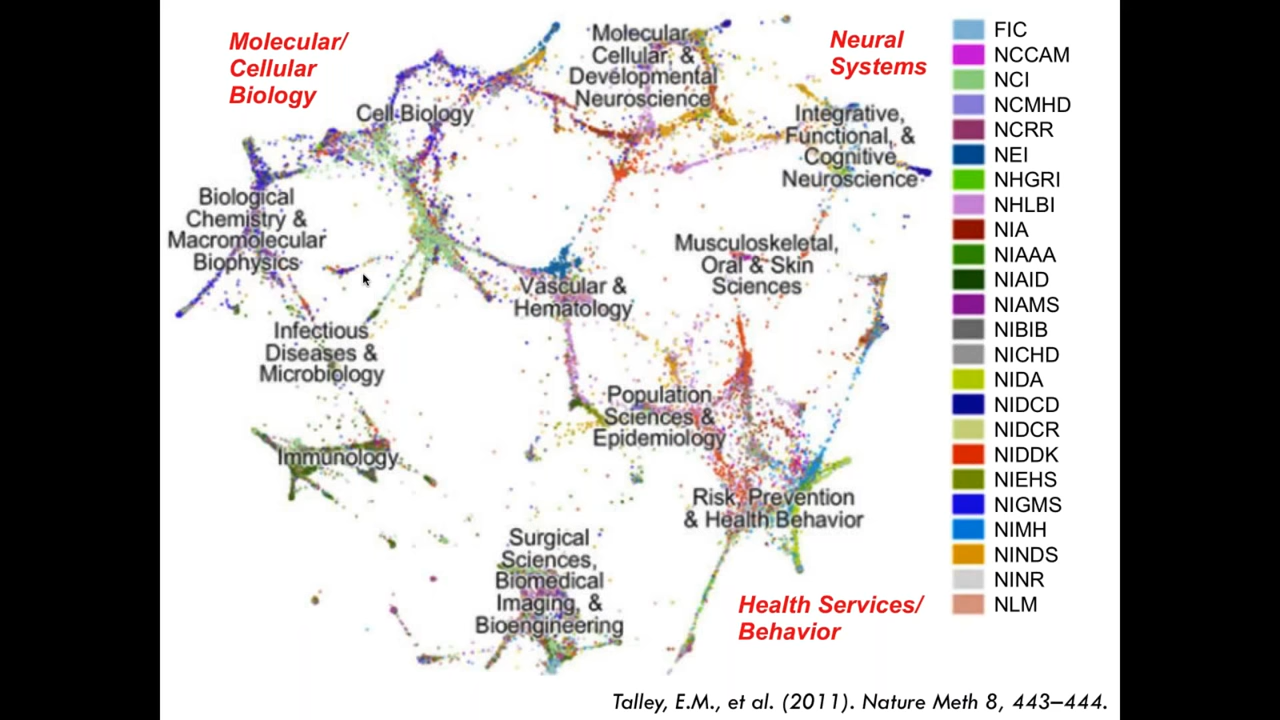 Molecular/
Cellular
Biology
Molecular,
Cellular, &
Developmental
Neuroscience
Neural
Systems
Cell Biology
Integrative,
Functional, &
Cognitive
Neuroscience
Biological
Chemistry &
Macromolecular
Biophysics
Musculoskeletal,
Oral & Skin
Sciences
Vascular &
Hematology
Infectious
Diseases &
Microbiology
Population
Sciences &
Epidemiology
Immunology
Risk, Prevention
& Health Behavior
Surgical
Sciences,
Biomedical
Imaging, &
Bioengineering
Health Services/
Behavior
FIC
NCCAM
NCI
NCMHD
NCRR
NEI
NHGRI
NHLBI
NIA
NIAAA
NIAID
NIAMS
NIBIB
NICHD
NIDA
NIDCD
NIDCR
NIDDK
NIEHS
NIGMS
NIMH
NINDS
NINR
NLM
Talley, E.M., et al. (2011). Nature Meth 8, 443–444.